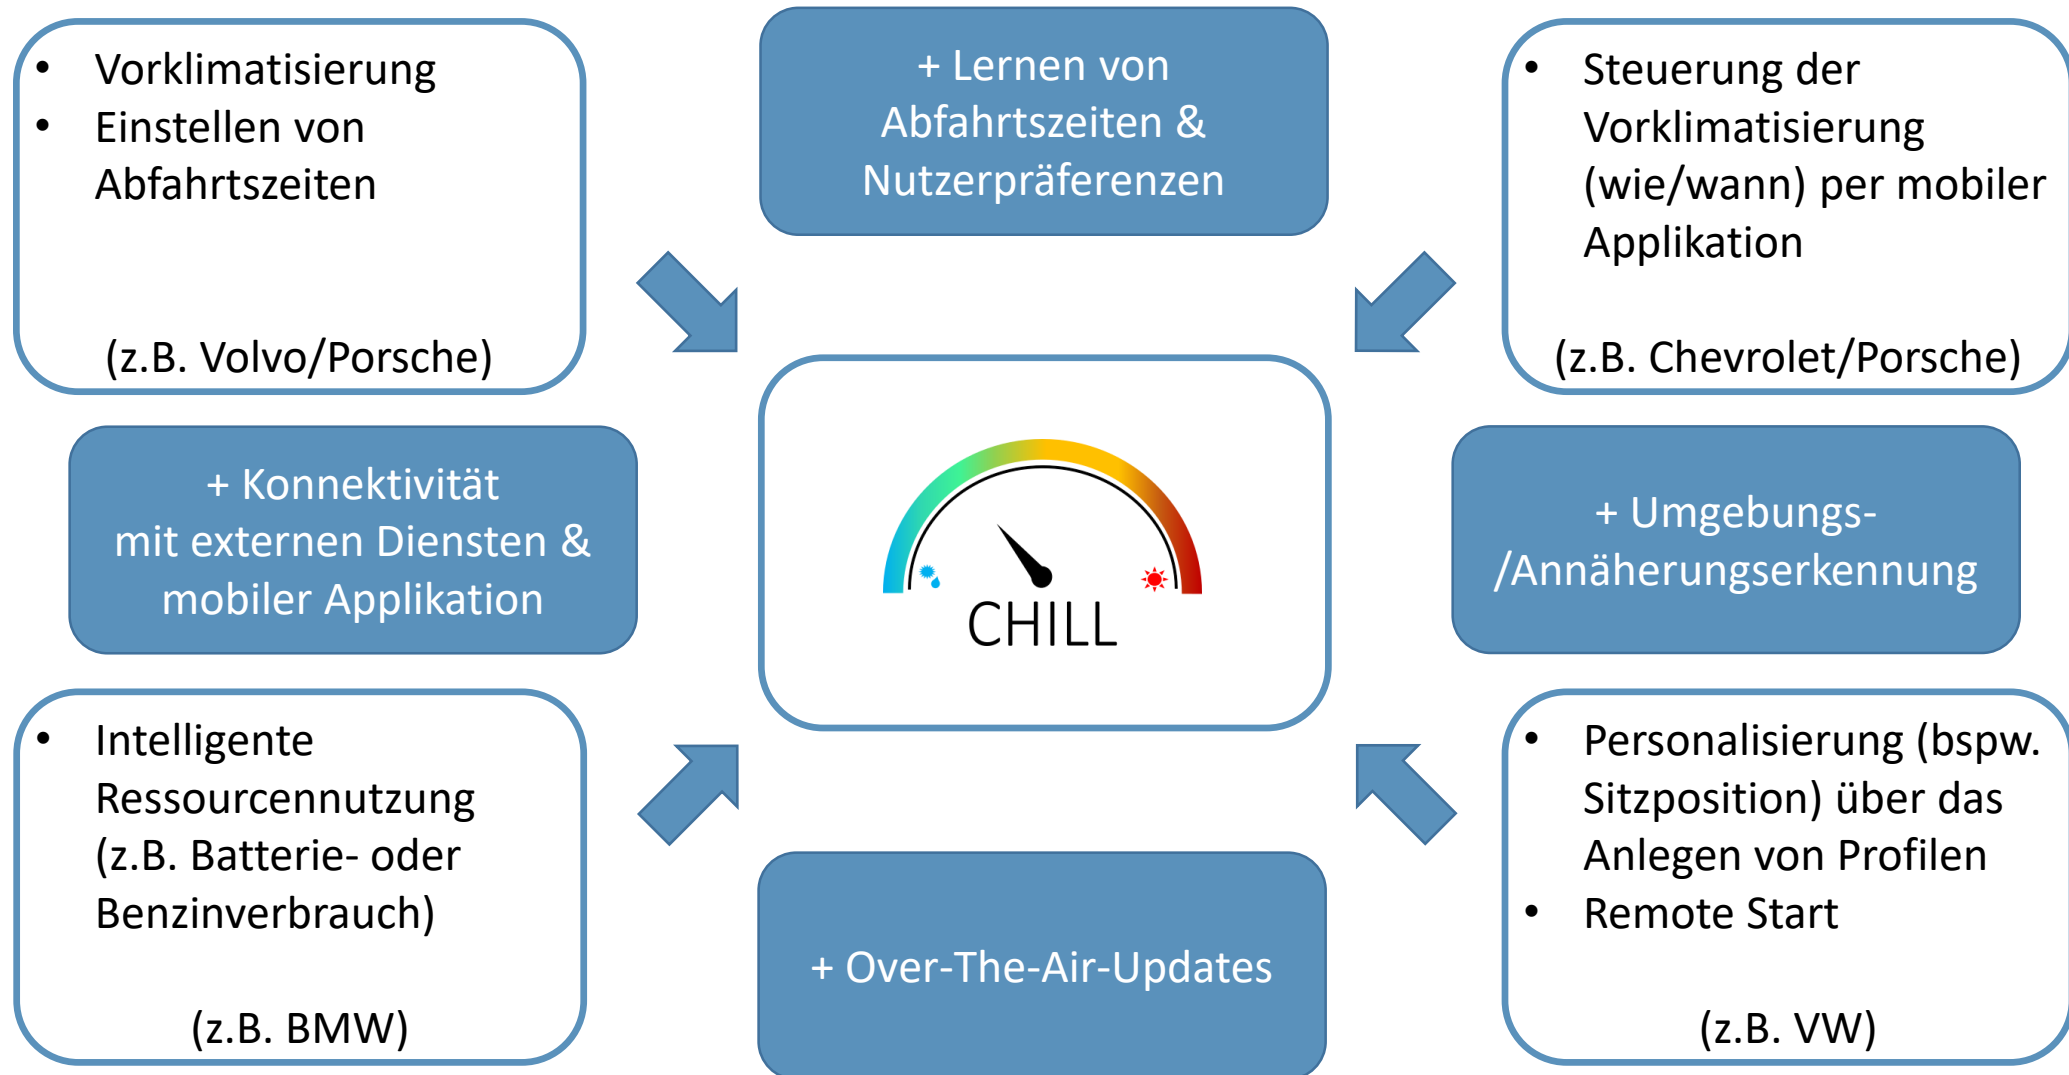 • Vorklimatisierung
• Einstellen von
Abfahrtszeiten
(z.B. Volvo/Porsche)
+ Lernen von
Abfahrtszeiten &
Nutzerpräferenzen
• Steuerung der
Vorklimatisierung
(wie/wann) per mobiler
Applikation
(z.B. Chevrolet/Porsche)
+ Konnektivität
mit externen Diensten &
mobiler Applikation
CHILL
+ Umgebungs-
/Annäherungserkennung
• Intelligente
Ressourcennutzung
(z.B. Batterie- oder
Benzinverbrauch)
(z.B. BMW)
+ Over-The-Air-Updates
• Personalisierung (bspw.
Sitzposition) über das
Anlegen von Profilen
• Remote Start
(z.B. VW)